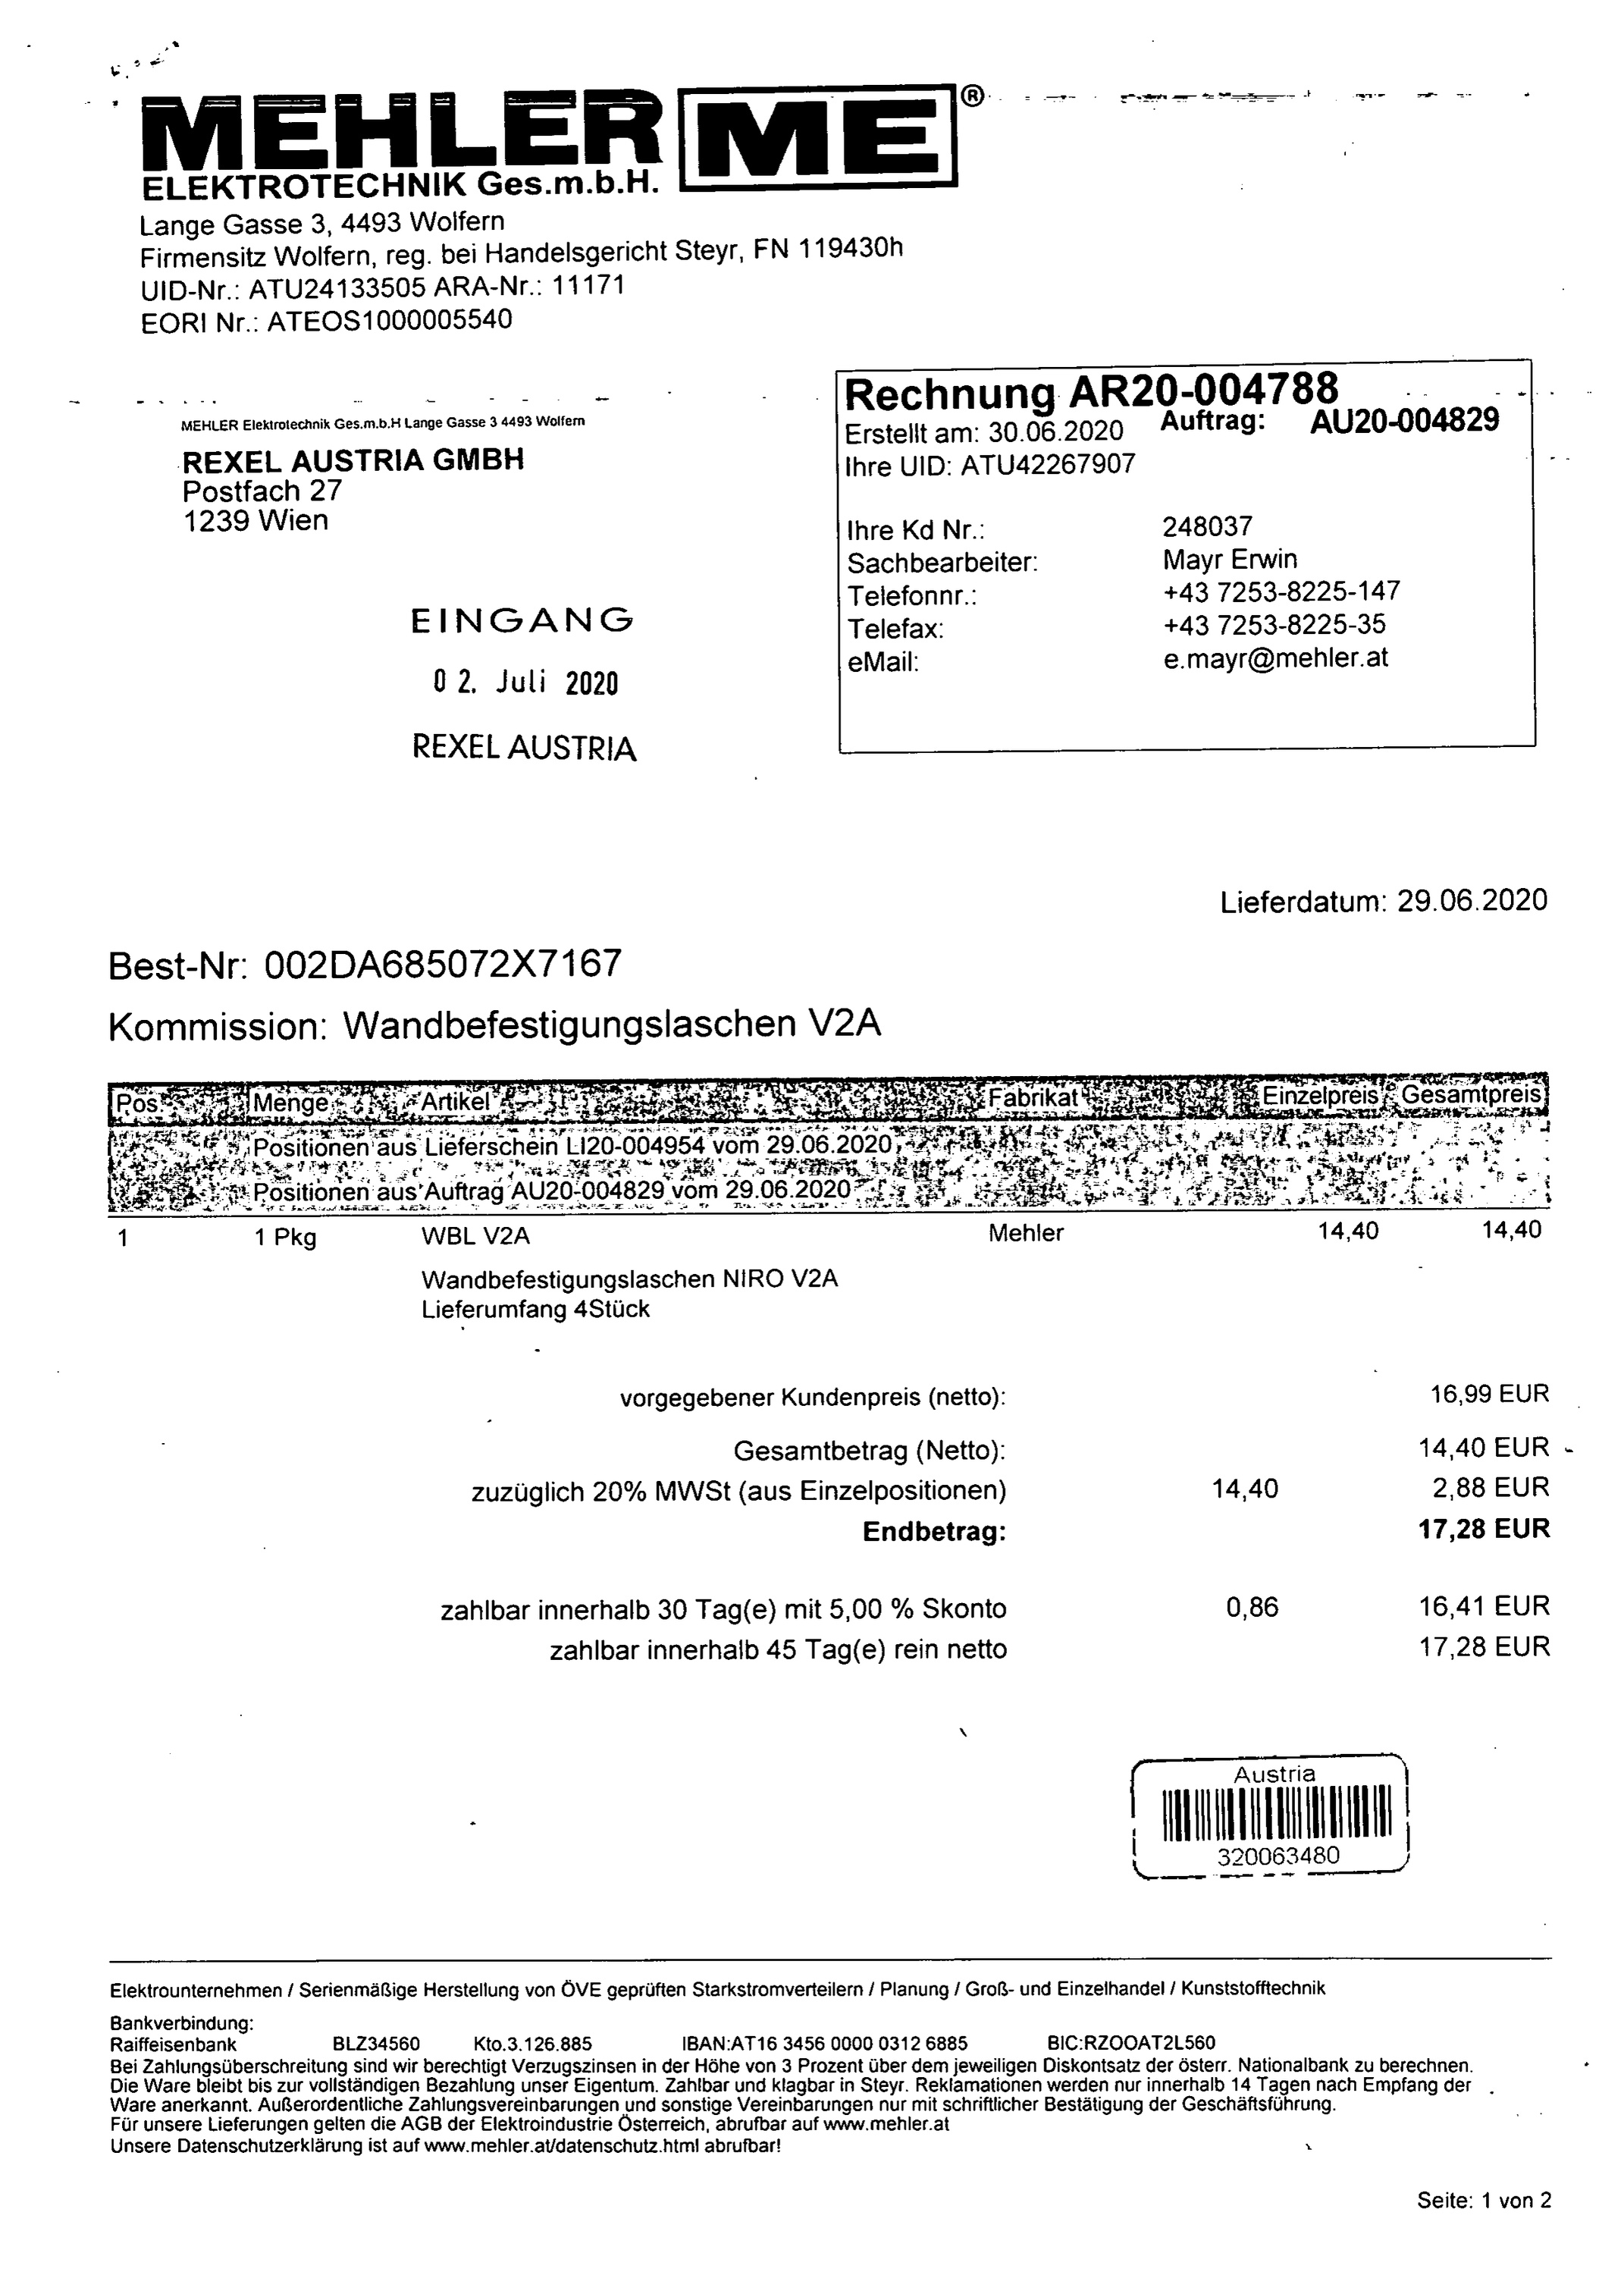 MEHLER ME®
ELEKTROTECHNIK Ges.m.b.H.
Lange Gasse 3, 4493 Wolfern
Firmensitz Wolfern, reg. bei Handelsgericht Steyr, FN 119430h
UID-Nr.: ATU24133505 ARA-Nr.: 11171
EORI Nr.: ATEOS1000005540
MEHLER Elektrotechnik Ges.m.b.H Lange Gasse 3 4493 Wolfern
REXEL AUSTRIA GMBH
Postfach 27
1239 Wien
EINGANG
02. Juli 2020
REXEL AUSTRIA
Rechnung AR20-004788
Erstellt am: 30.06.2020 Auftrag: AU20-004829
Ihre UID: ATU42267907
Ihre Kd Nr.: 248037
Sachbearbeiter: Mayr Erwin
Telefonnr.: +43 7253-8225-147
Telefax: +43 7253-8225-35
eMail: e.mayr@mehler.at
Lieferdatum: 29.06.2020
Best-Nr: 002DA685072X7167
Kommission: Wandbefestigungslaschen V2A
Pos. Menge Artikel Fabrikat Einzelpreis Gesamtpreis
Positionen aus Lieferschein LI20-004954 vom 29.06.2020
Positionen aus Auftrag AU20-004829 vom 29.06.2020
1 1 Pkg WBL V2A Mehler 14,40 14,40
Wandbefestigungslaschen NIRO V2A
Lieferumfang 4Stück
vorgegebener Kundenpreis (netto): 16,99 EUR
Gesamtbetrag (Netto): 14,40 EUR
zuzüglich 20% MWSt (aus Einzelpositionen) 14,40 2,88 EUR
Endbetrag: 17,28 EUR
zahlbar innerhalb 30 Tag(e) mit 5,00 % Skonto 0,86 16,41 EUR
zahlbar innerhalb 45 Tag(e) rein netto 17,28 EUR
Austria
320063480
Elektrounternehmen / Serienmäßige Herstellung von ÖVE geprüften Starkstromverteilern / Planung / Groß- und Einzelhandel / Kunststofftechnik
Bankverbindung:
Raiffeisenbank BLZ34560 Kto.3.126.885 IBAN:AT16 3456 0000 0312 6885 BIC:RZOOAT2L560
Bei Zahlungsüberschreitung sind wir berechtigt Verzugszinsen in der Höhe von 3 Prozent über dem jeweiligen Diskontsatz der österr. Nationalbank zu berechnen.
Die Ware bleibt bis zur vollständigen Bezahlung unser Eigentum. Zahlbar und klagbar in Steyr. Reklamationen werden nur innerhalb 14 Tagen nach Empfang der
Ware anerkannt. Außerordentliche Zahlungsvereinbarungen und sonstige Vereinbarungen nur mit schriftlicher Bestätigung der Geschäftsführung.
Für unsere Lieferungen gelten die AGB der Elektroindustrie Österreich, abrufbar auf www.mehler.at
Unsere Datenschutzerklärung ist auf www.mehler.at/datenschutz.html abrufbar!
Seite: 1 von 2